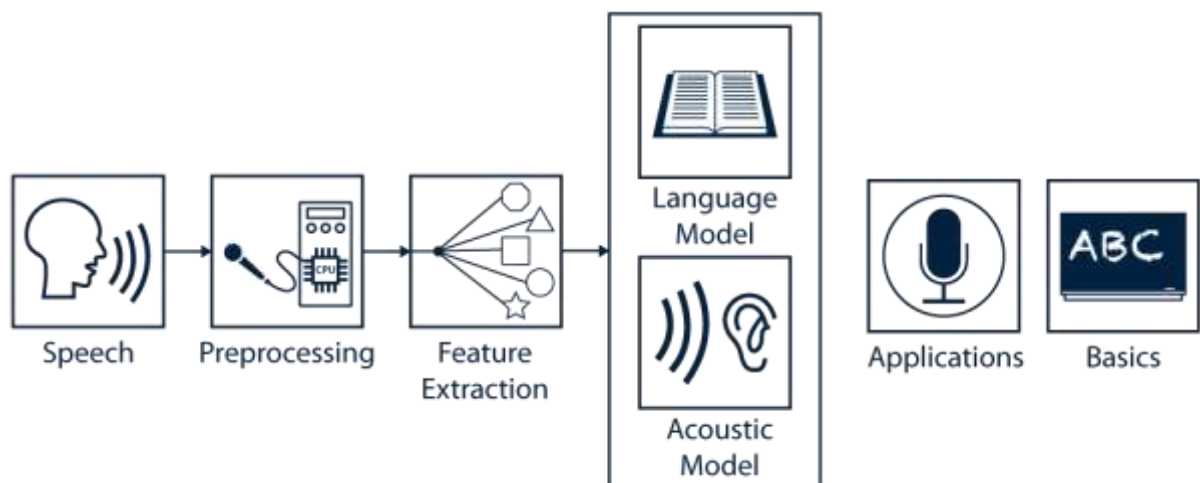 Speech
Preprocessing
CPU
Feature
Extraction
Language
Model
Acoustic
Model
Applications
ABC
Basics